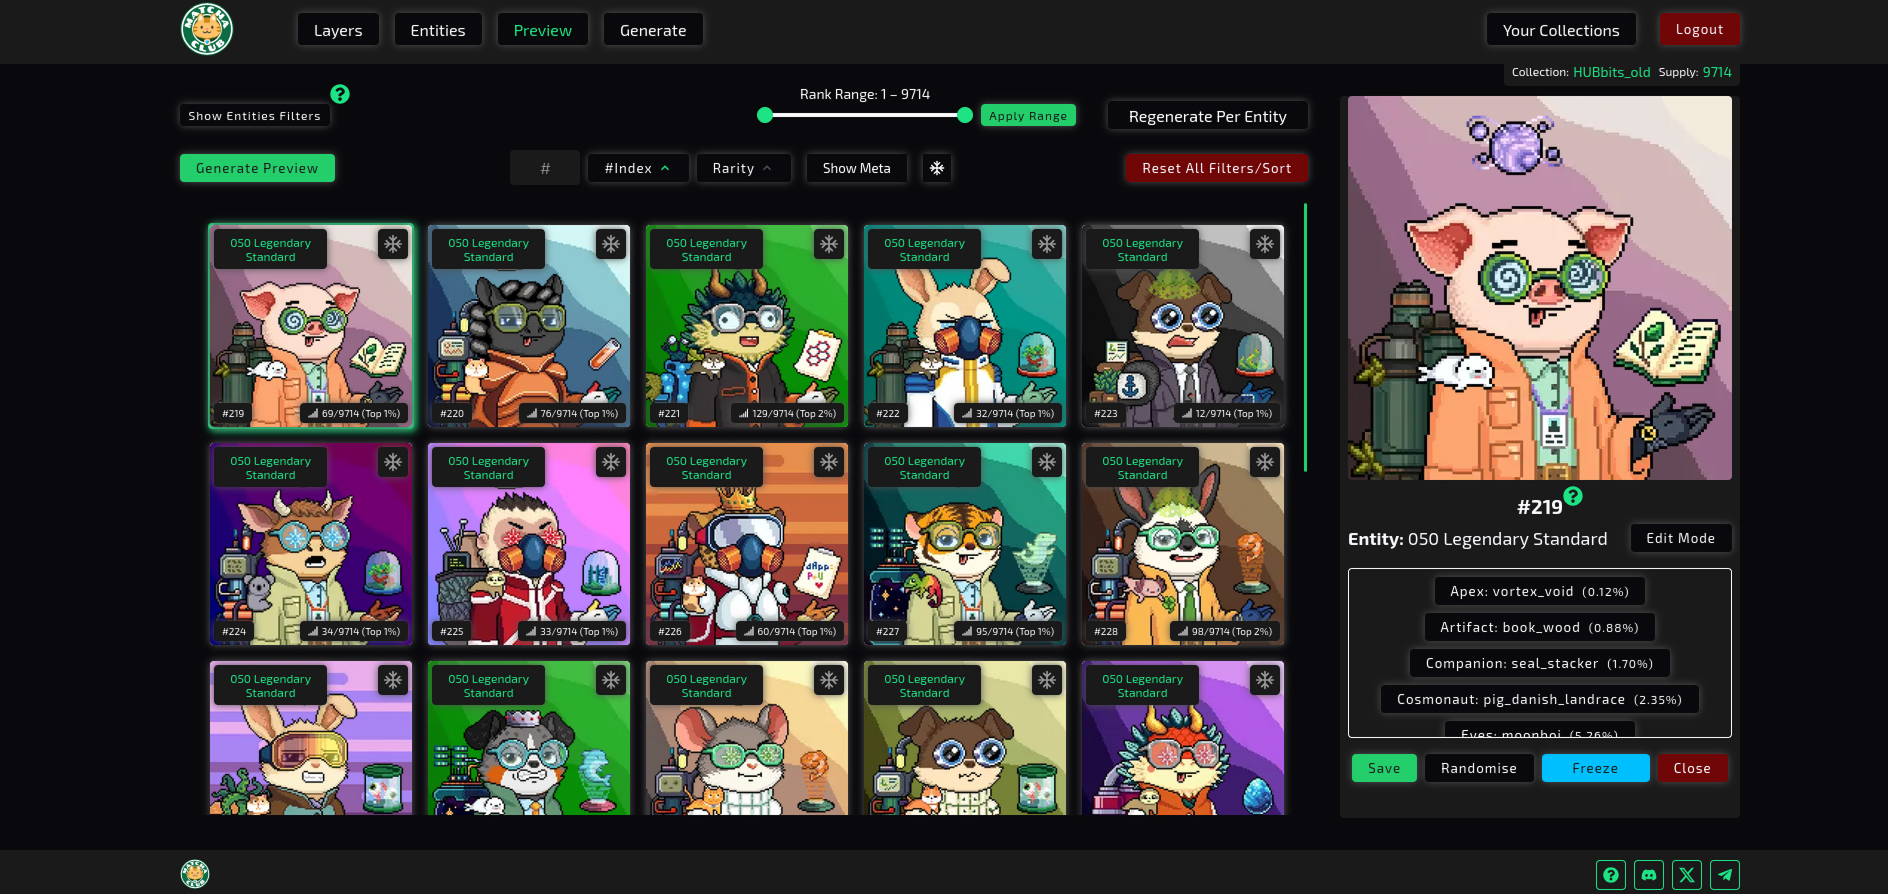 MATCHA CLUB
Layers
Entities
Preview
Generate
Your Collections
Logout
Collection: HUBbits_old Supply: 9714
Show Entities Filters
Rank Range: 1 – 9714
Apply Range
Regenerate Per Entity
Generate Preview
#
#Index
Rarity
Show Meta
Reset All Filters/Sort
050 Legendary
Standard
#219
69/9714 (Top 1%)
050 Legendary
Standard
#220
76/9714 (Top 1%)
050 Legendary
Standard
#221
129/9714 (Top 2%)
050 Legendary
Standard
#222
32/9714 (Top 1%)
050 Legendary
Standard
#223
12/9714 (Top 1%)
050 Legendary
Standard
#224
34/9714 (Top 1%)
050 Legendary
Standard
#225
33/9714 (Top 1%)
050 Legendary
Standard
#226
60/9714 (Top 1%)
050 Legendary
Standard
#227
95/9714 (Top 1%)
050 Legendary
Standard
#228
98/9714 (Top 2%)
050 Legendary
Standard
050 Legendary
Standard
050 Legendary
Standard
050 Legendary
Standard
050 Legendary
Standard
#219
Entity: 050 Legendary Standard
Edit Mode
Apex: vortex_void (0.12%)
Artifact: book_wood (0.88%)
Companion: seal_stacker (1.70%)
Cosmonaut: pig_danish_landrace (2.35%)
Eyes: moonboi (5.26%)
Save
Randomise
Freeze
Close
MATCHA CLUB